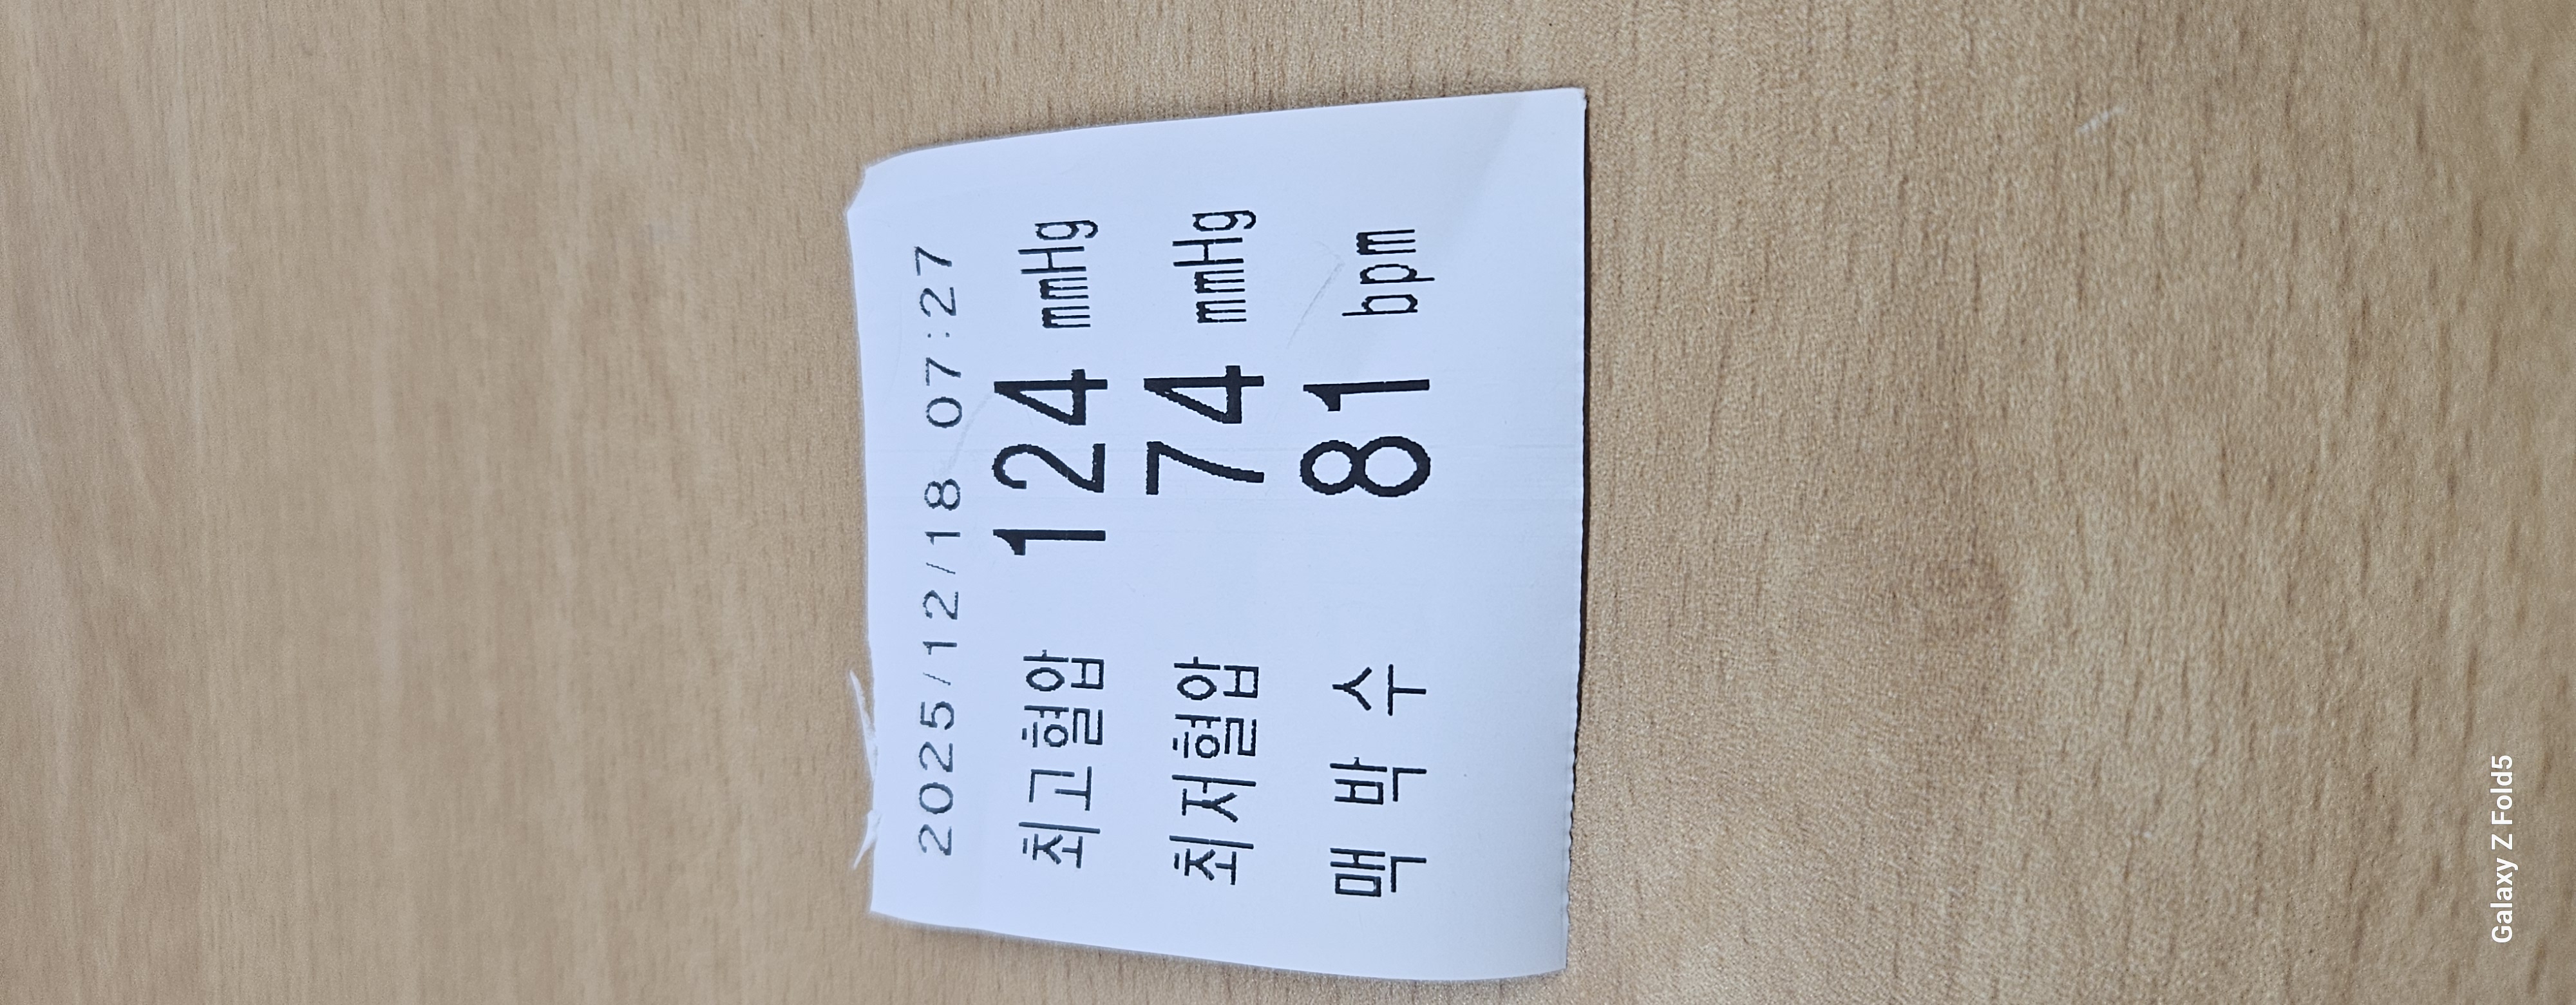 2025/12/18 07:27
최고혈압 124 mmHg
최저혈압 74 mmHg
맥 박 수 81 bpm
Galaxy Z Fold5